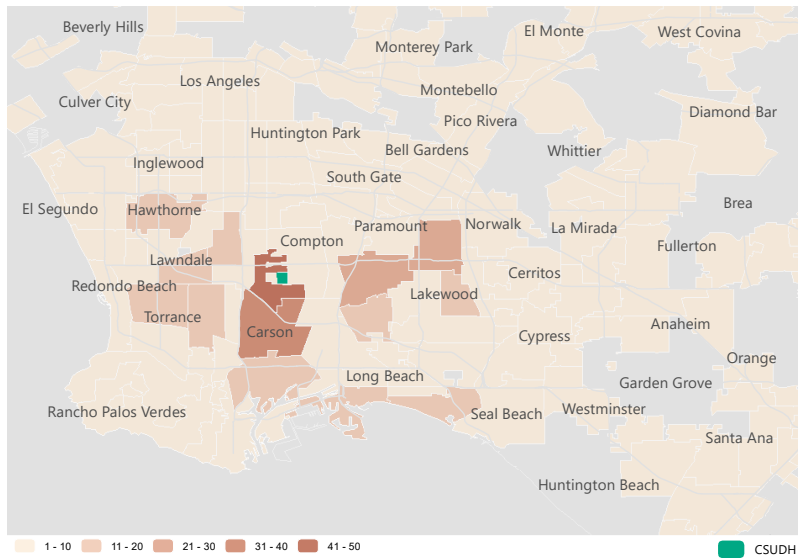 Beverly Hills
El Monte
West Covina
Monterey Park
Los Angeles
Montebello
Culver City
Diamond Bar
Pico Rivera
Huntington Park
Bell Gardens
Whittier
Inglewood
South Gate
Brea
El Segundo
Hawthorne
Paramount
Norwalk
La Mirada
Compton
Fullerton
Lawndale
Cerritos
Redondo Beach
Lakewood
Torrance
Anaheim
Carson
Cypress
Orange
Long Beach
Garden Grove
Rancho Palos Verdes
Seal Beach
Westminster
Santa Ana
Huntington Beach
1 - 10 11 - 20 21 - 30 31 - 40 41 - 50 CSUDH